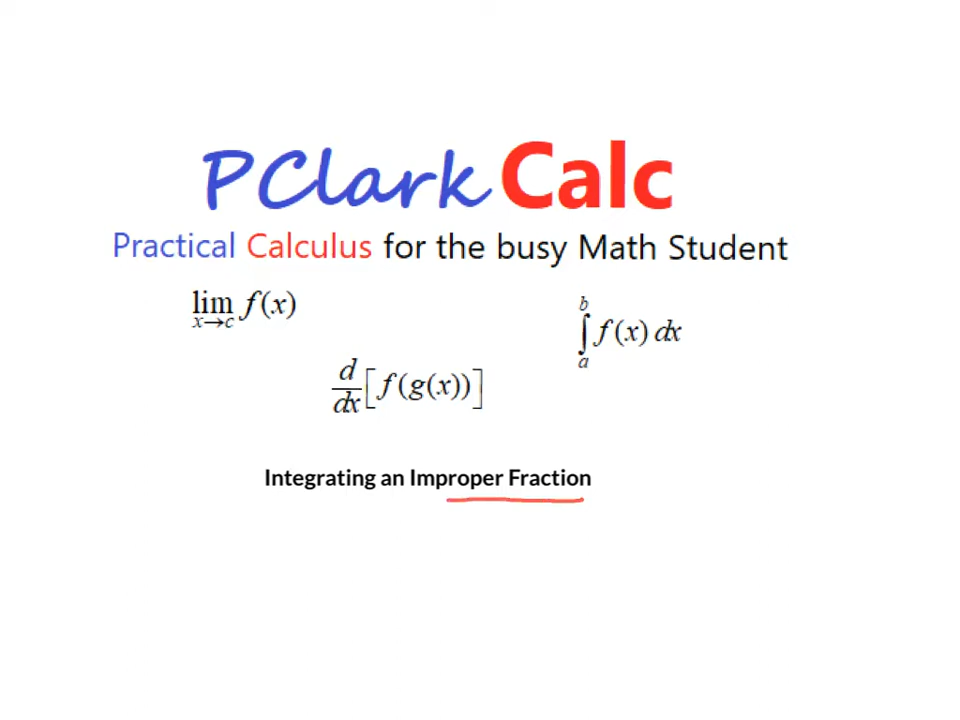 PClark Calc
Practical Calculus for the busy Math Student
lim f(x)
x→c
b
∫ f(x) dx
a
d
— [f(g(x))]
dx
Integrating an Improper Fraction